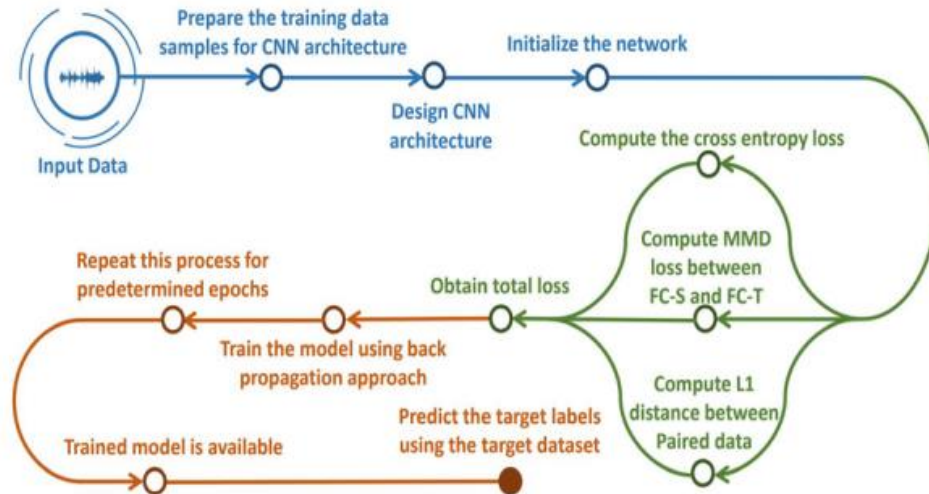 Prepare the training data
samples for CNN architecture
Initialize the network
Input Data
Design CNN
architecture
Compute the cross entropy loss
Compute MMD
loss between
FC-S and FC-T
Compute L1
distance between
Paired data
Obtain total loss
Train the model using back
propagation approach
Repeat this process for
predetermined epochs
Trained model is available
Predict the target labels
using the target dataset